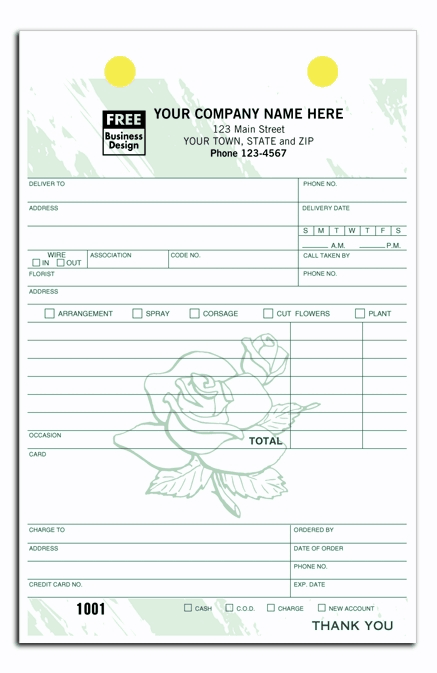 FREE
Business
Design
YOUR COMPANY NAME HERE
123 Main Street
YOUR TOWN, STATE and ZIP
Phone 123-4567
DELIVER TO
PHONE NO.
ADDRESS
DELIVERY DATE
S M T W T F S
A.M. P.M.
WIRE
IN OUT
ASSOCIATION
CODE NO.
CALL TAKEN BY
FLORIST
PHONE NO.
ADDRESS
ARRANGEMENT SPRAY CORSAGE CUT FLOWERS PLANT
OCCASION
TOTAL
CARD
CHARGE TO
ORDERED BY
ADDRESS
DATE OF ORDER
PHONE NO.
CREDIT CARD NO.
EXP. DATE
1001
CASH C.O.D. CHARGE NEW ACCOUNT
THANK YOU